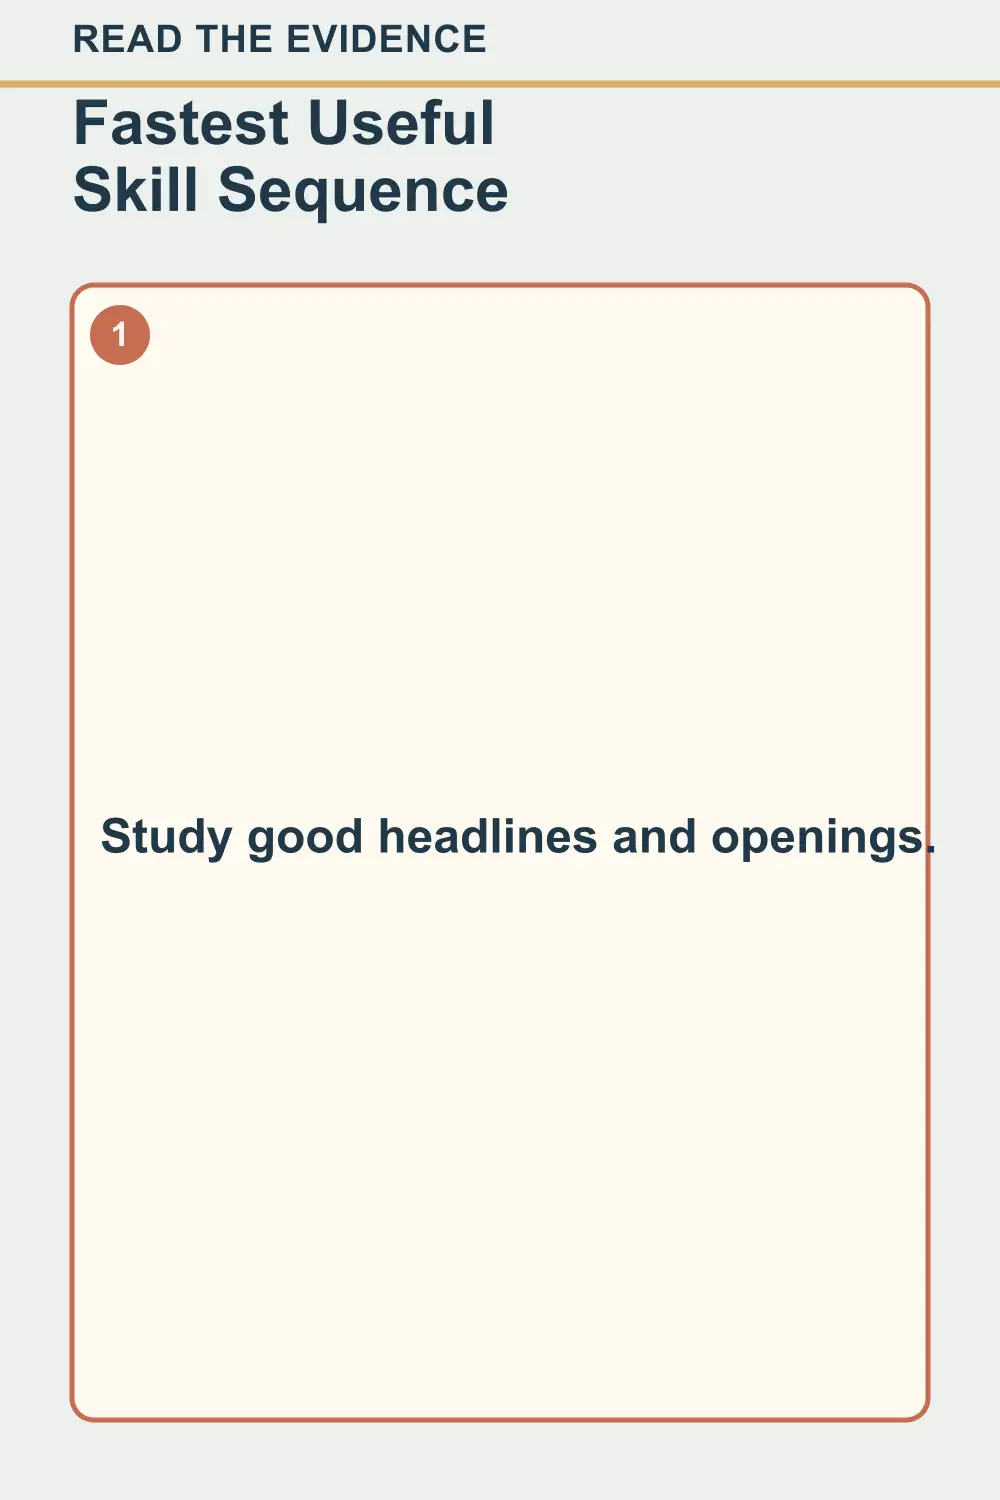 READ THE EVIDENCE
Fastest Useful
Skill Sequence
1
Study good headlines and openings.